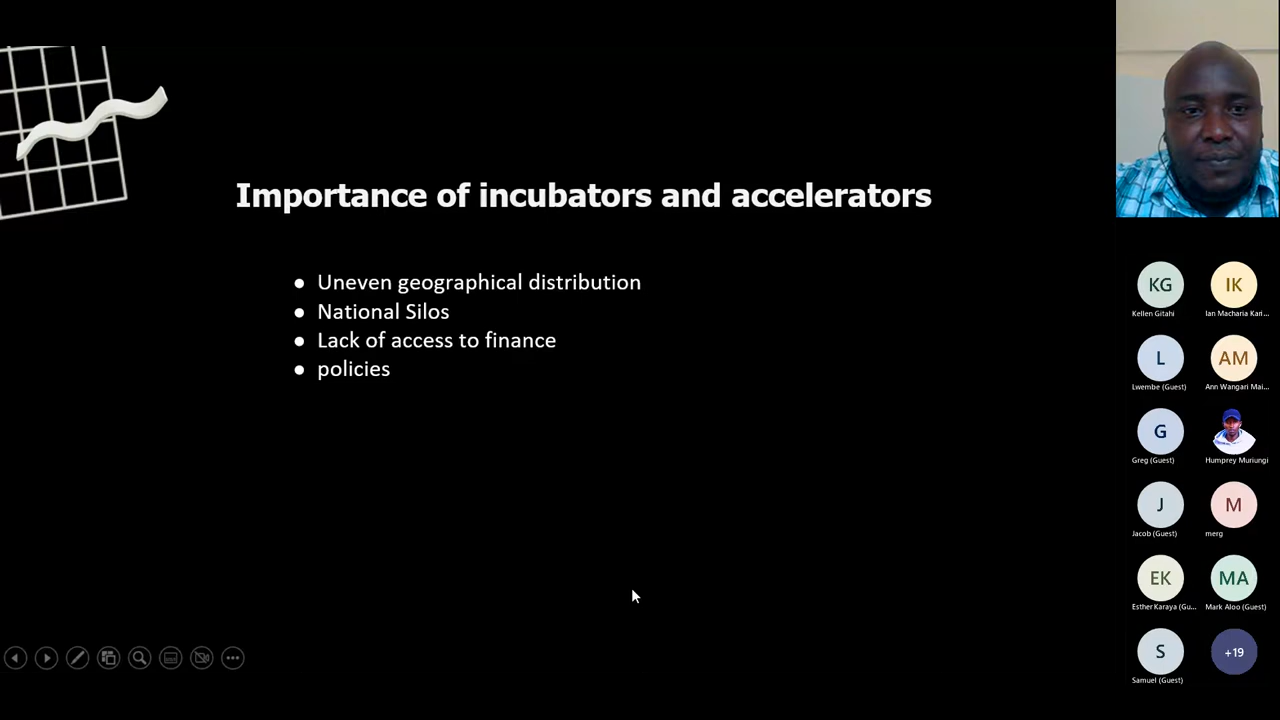 Importance of incubators and accelerators
● Uneven geographical distribution
● National Silos
● Lack of access to finance
● policies
KG
IK
Kellen Gitahi
Ian Macharia Kari...
L
AM
Lwembe (Guest)
Ann Wangari Mai...
G
Greg (Guest)
Humprey Muriungi
J
M
Jacob (Guest)
merg
EK
MA
Esther Karaya (Gu...
Mark Aloo (Guest)
S
+19
Samuel (Guest)